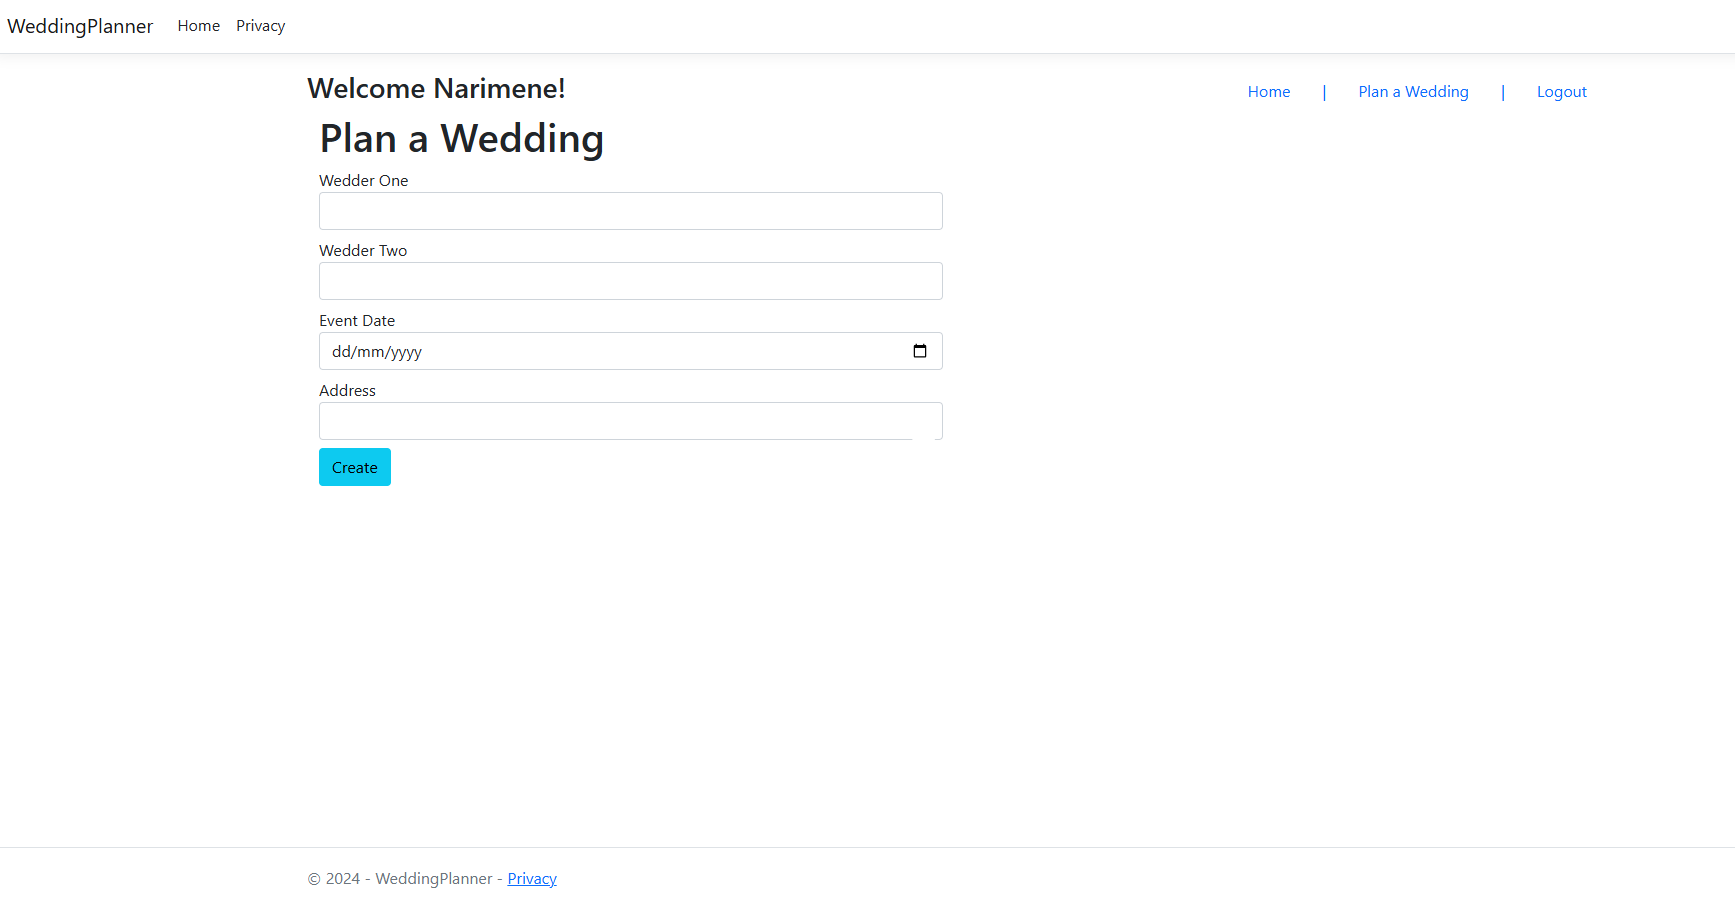 WeddingPlanner Home Privacy
Welcome Narimene!
Home | Plan a Wedding | Logout
Plan a Wedding
Wedder One
Wedder Two
Event Date
dd/mm/yyyy
Address
Create
© 2024 - WeddingPlanner - Privacy